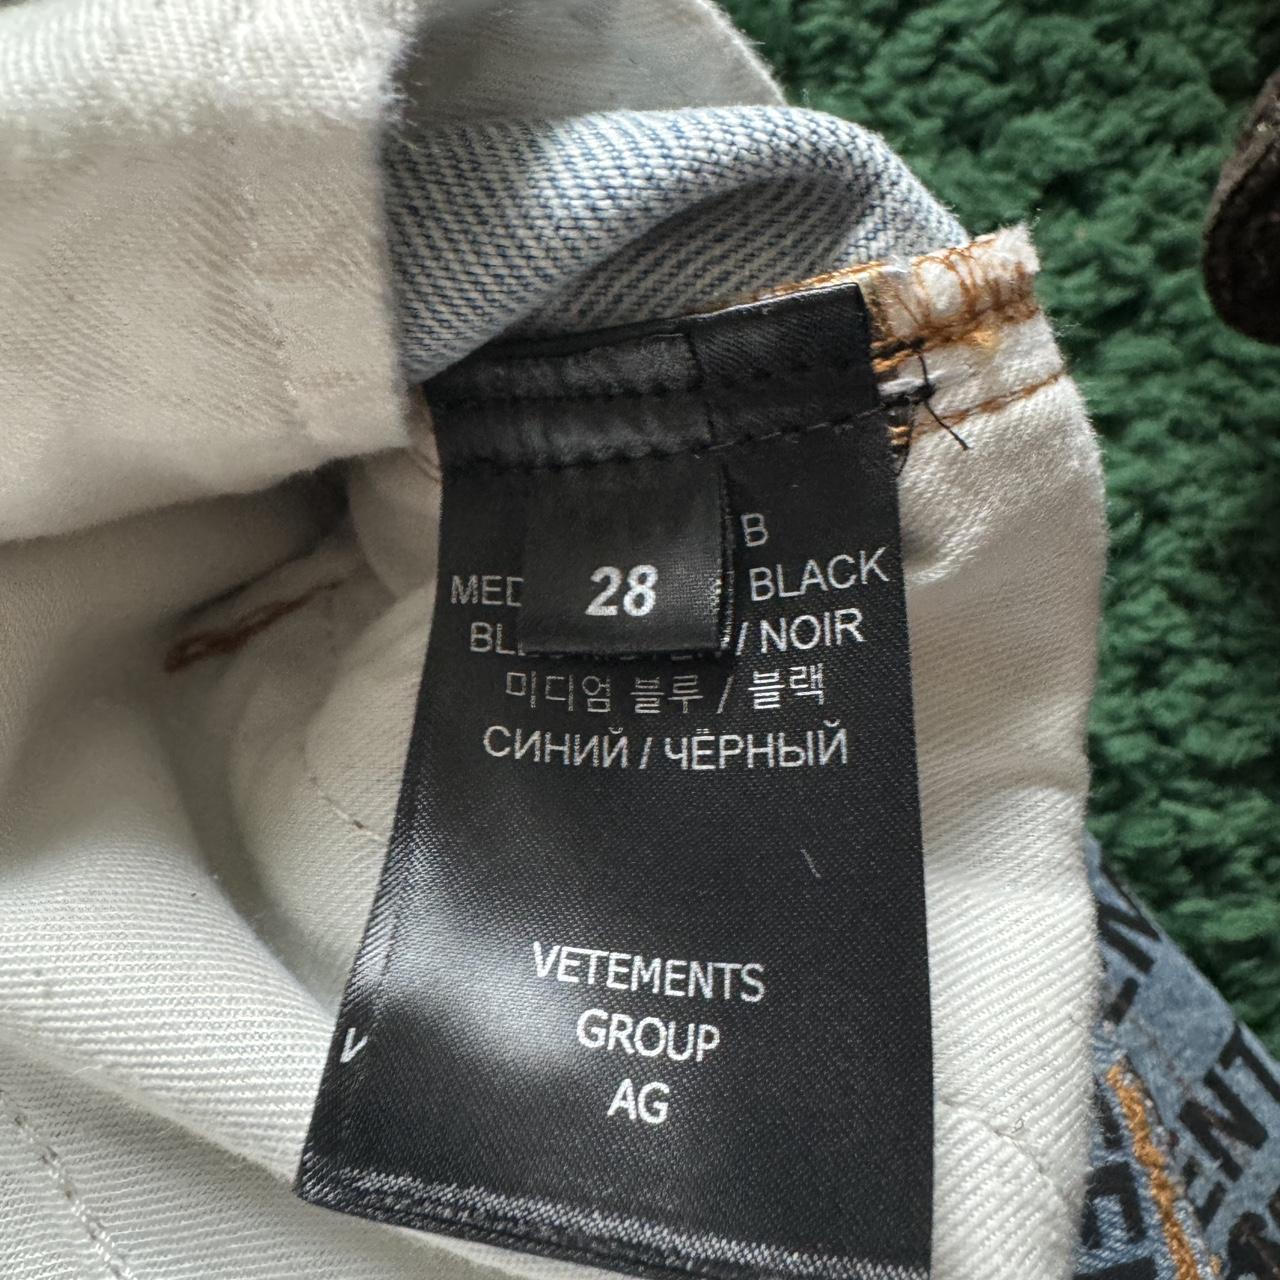 B
28
BLACK
/ NOIR
미디엄 블루 / 블랙
СИНИЙ / ЧЁРНЫЙ
VETEMENTS
GROUP
AG